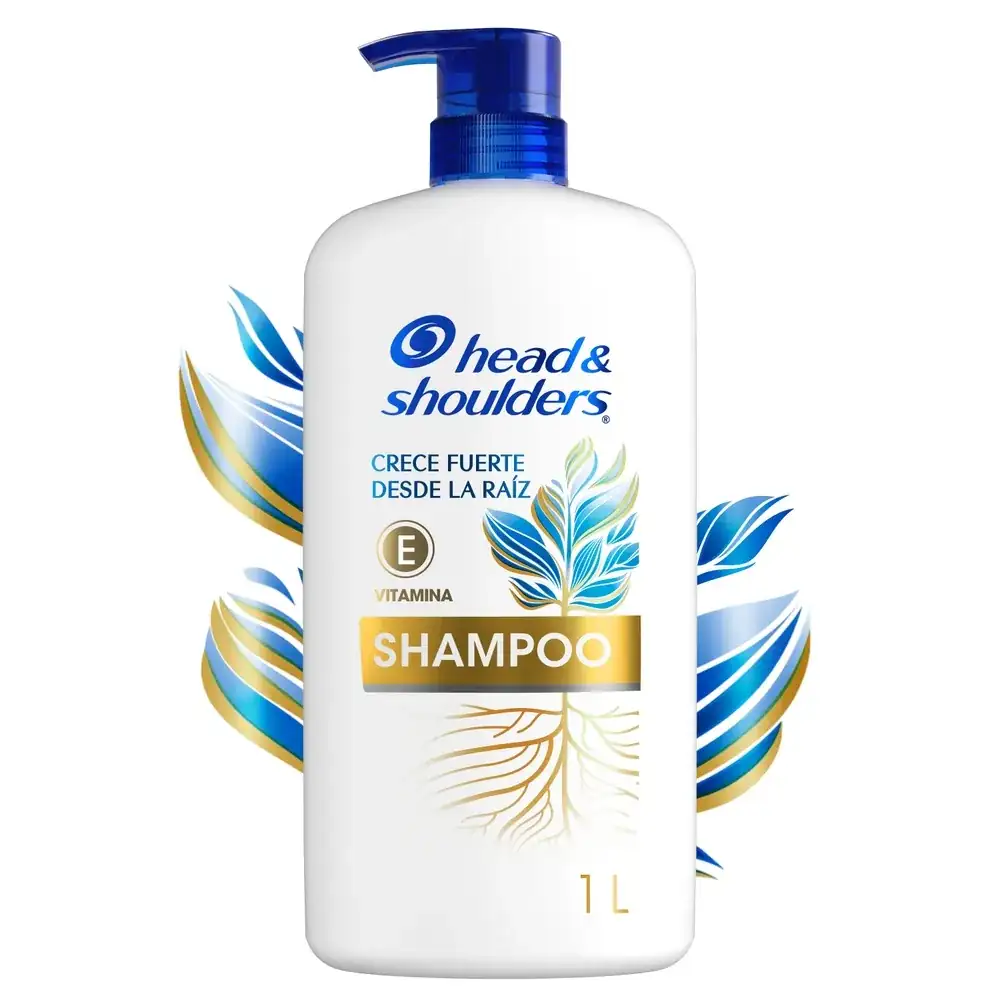 head &
shoulders®
CRECE FUERTE
DESDE LA RAÍZ
E
VITAMINA
SHAMPOO
1 L